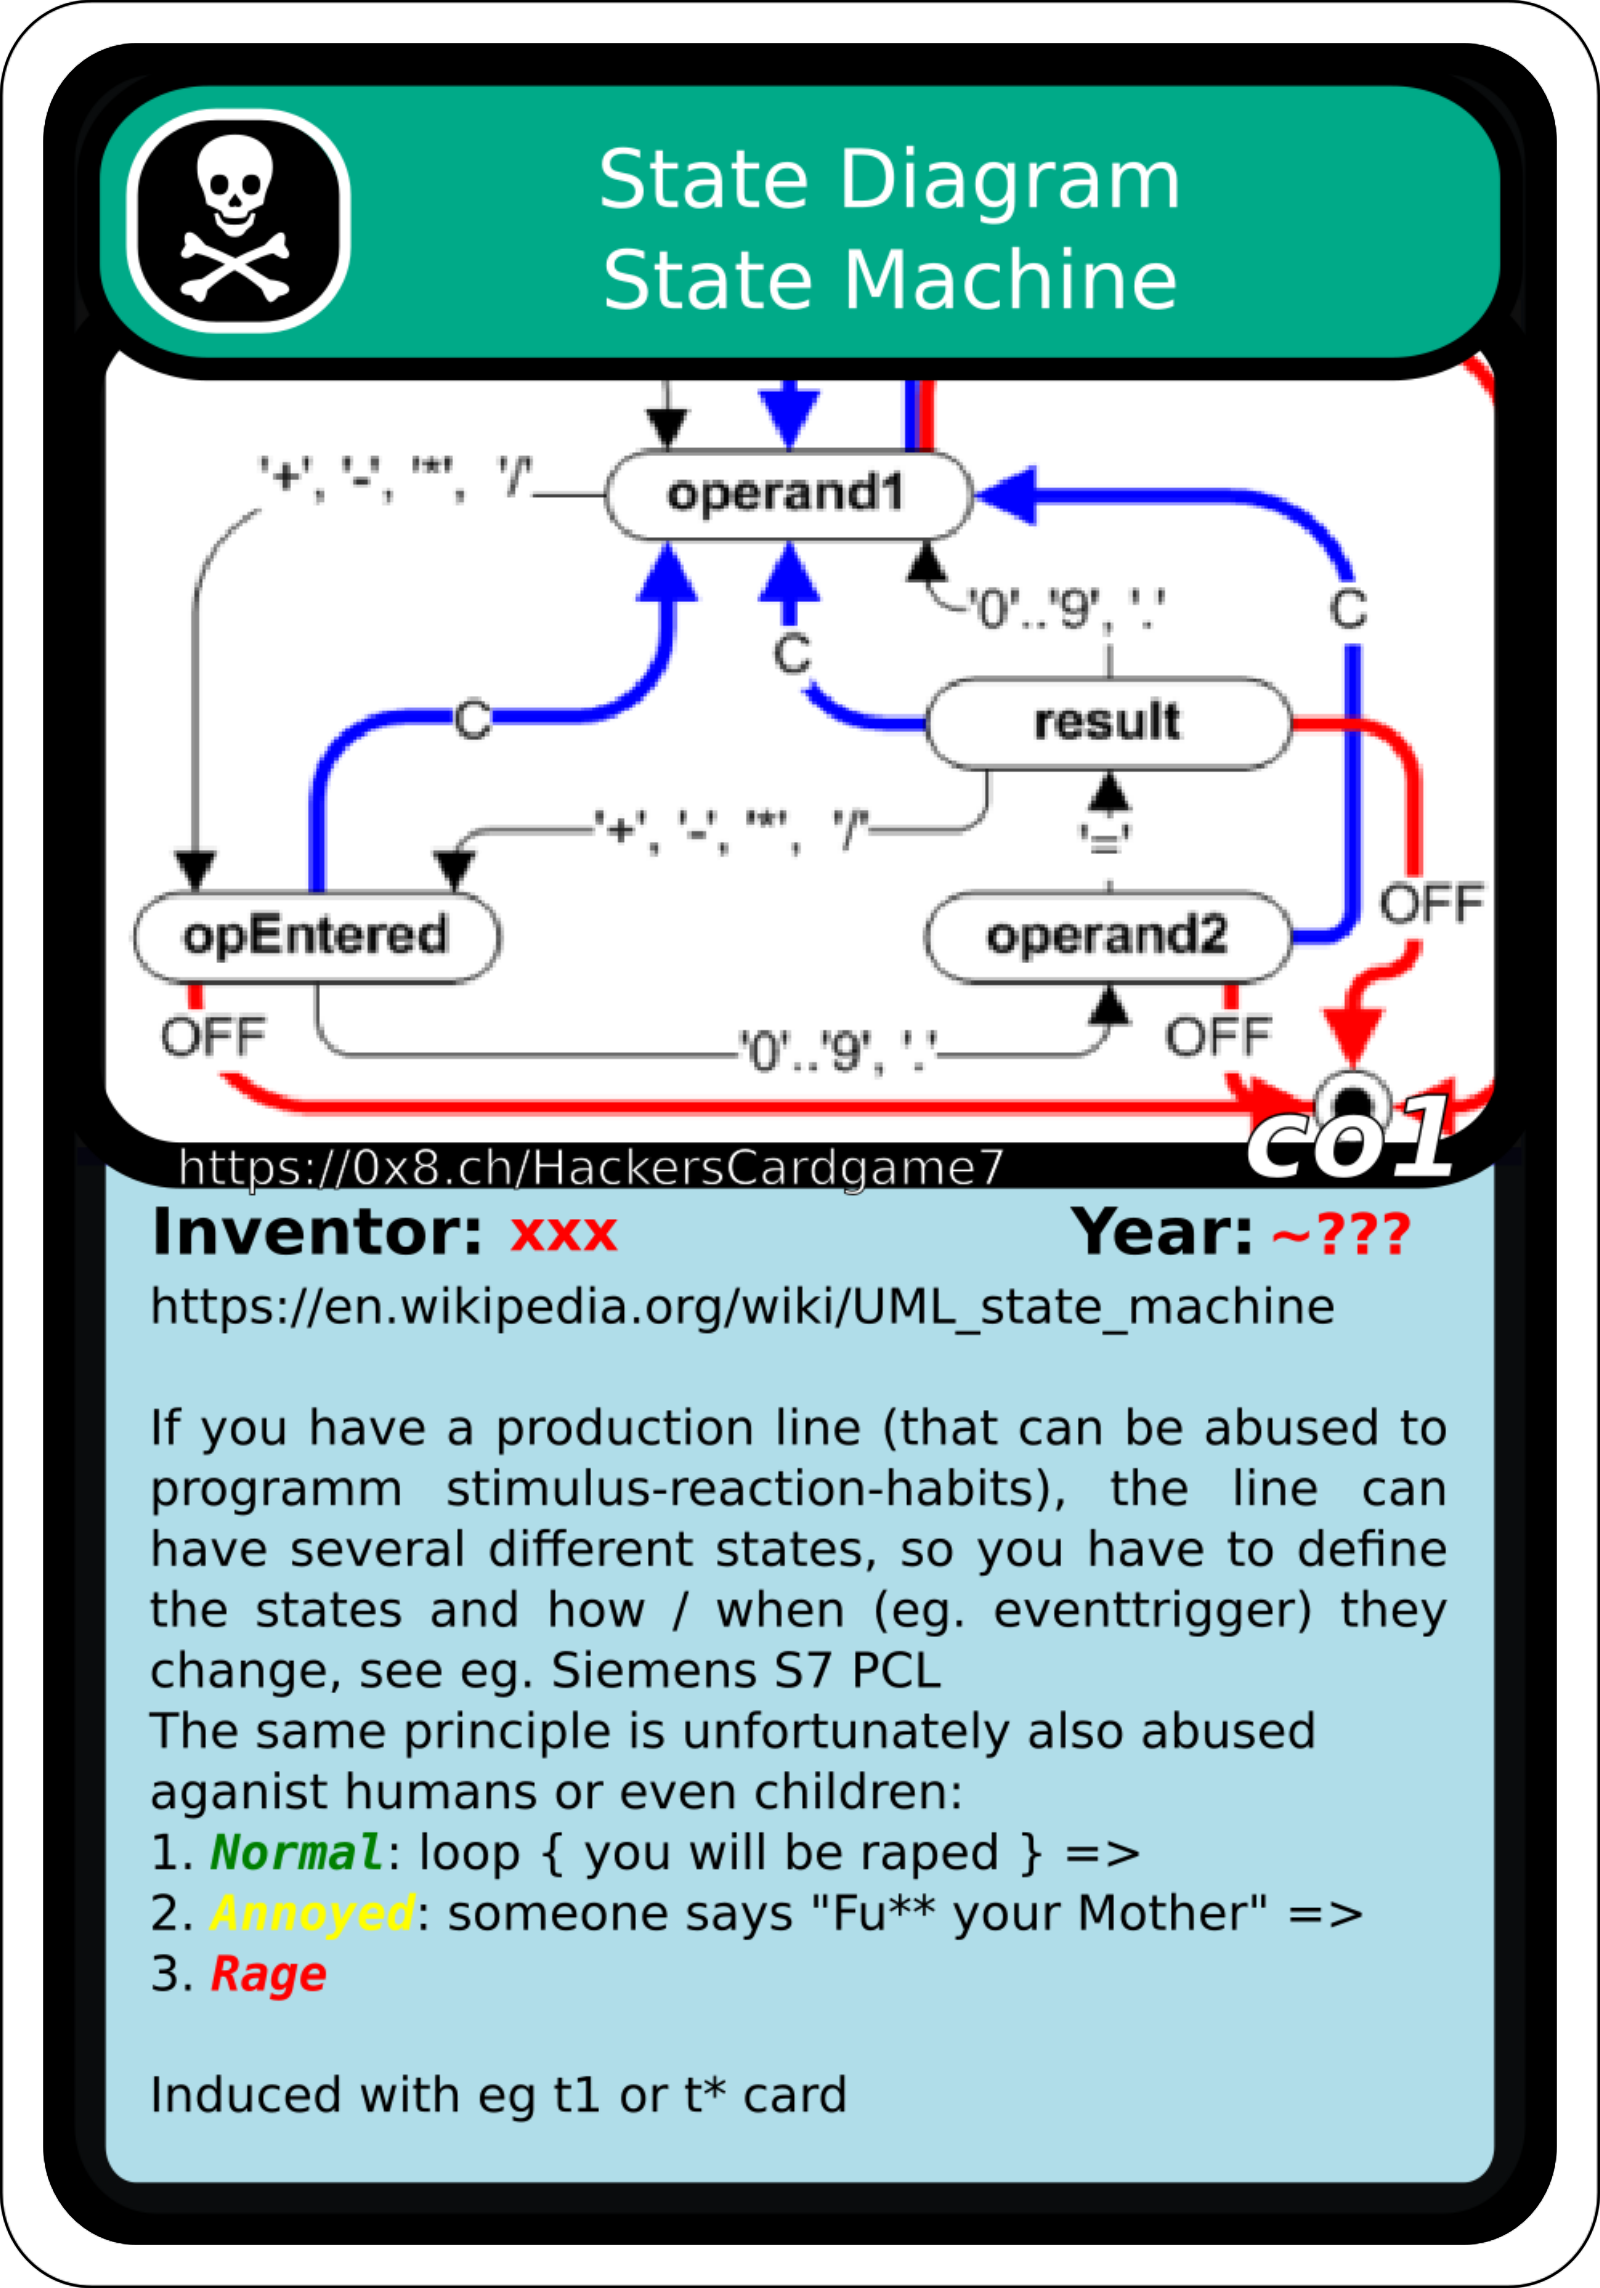 State Diagram
State Machine
'+', '-', '*', '/'
operand1
'0'..'9', '.'
C
C
C
result
'+', '-', '*', '/'
'='
OFF
opEntered
operand2
OFF
'0'..'9', '.'
OFF
co1
https://0x8.ch/HackersCardgame7
Inventor: xxx Year: ~???
https://en.wikipedia.org/wiki/UML_state_machine
If you have a production line (that can be abused to
programm stimulus-reaction-habits), the line can
have several different states, so you have to define
the states and how / when (eg. eventtrigger) they
change, see eg. Siemens S7 PCL
The same principle is unfortunately also abused
aganist humans or even children:
1. Normal: loop { you will be raped } =>
2. Annoyed: someone says "Fu** your Mother" =>
3. Rage
Induced with eg t1 or t* card